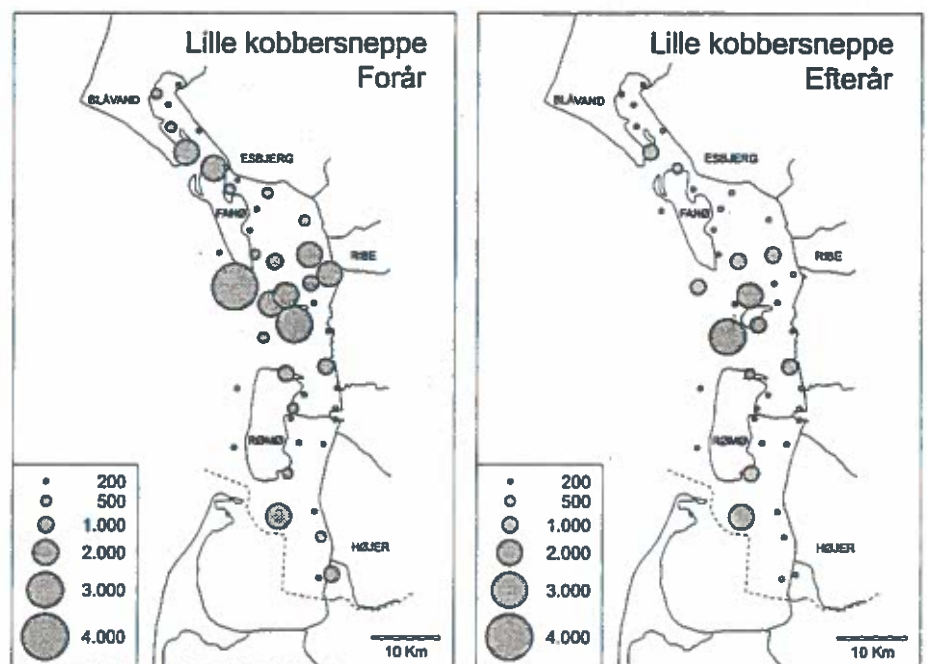 Lille kobbersneppe
Forår
BLÅVAND
ESBJERG
FANØ
RIBE
RØMØ
HØJER
200
500
1.000
2.000
3.000
4.000
10 Km
Lille kobbersneppe
Efterår
BLÅVAND
ESBJERG
FANØ
RIBE
RØMØ
HØJER
200
500
1.000
2.000
3.000
4.000
10 Km